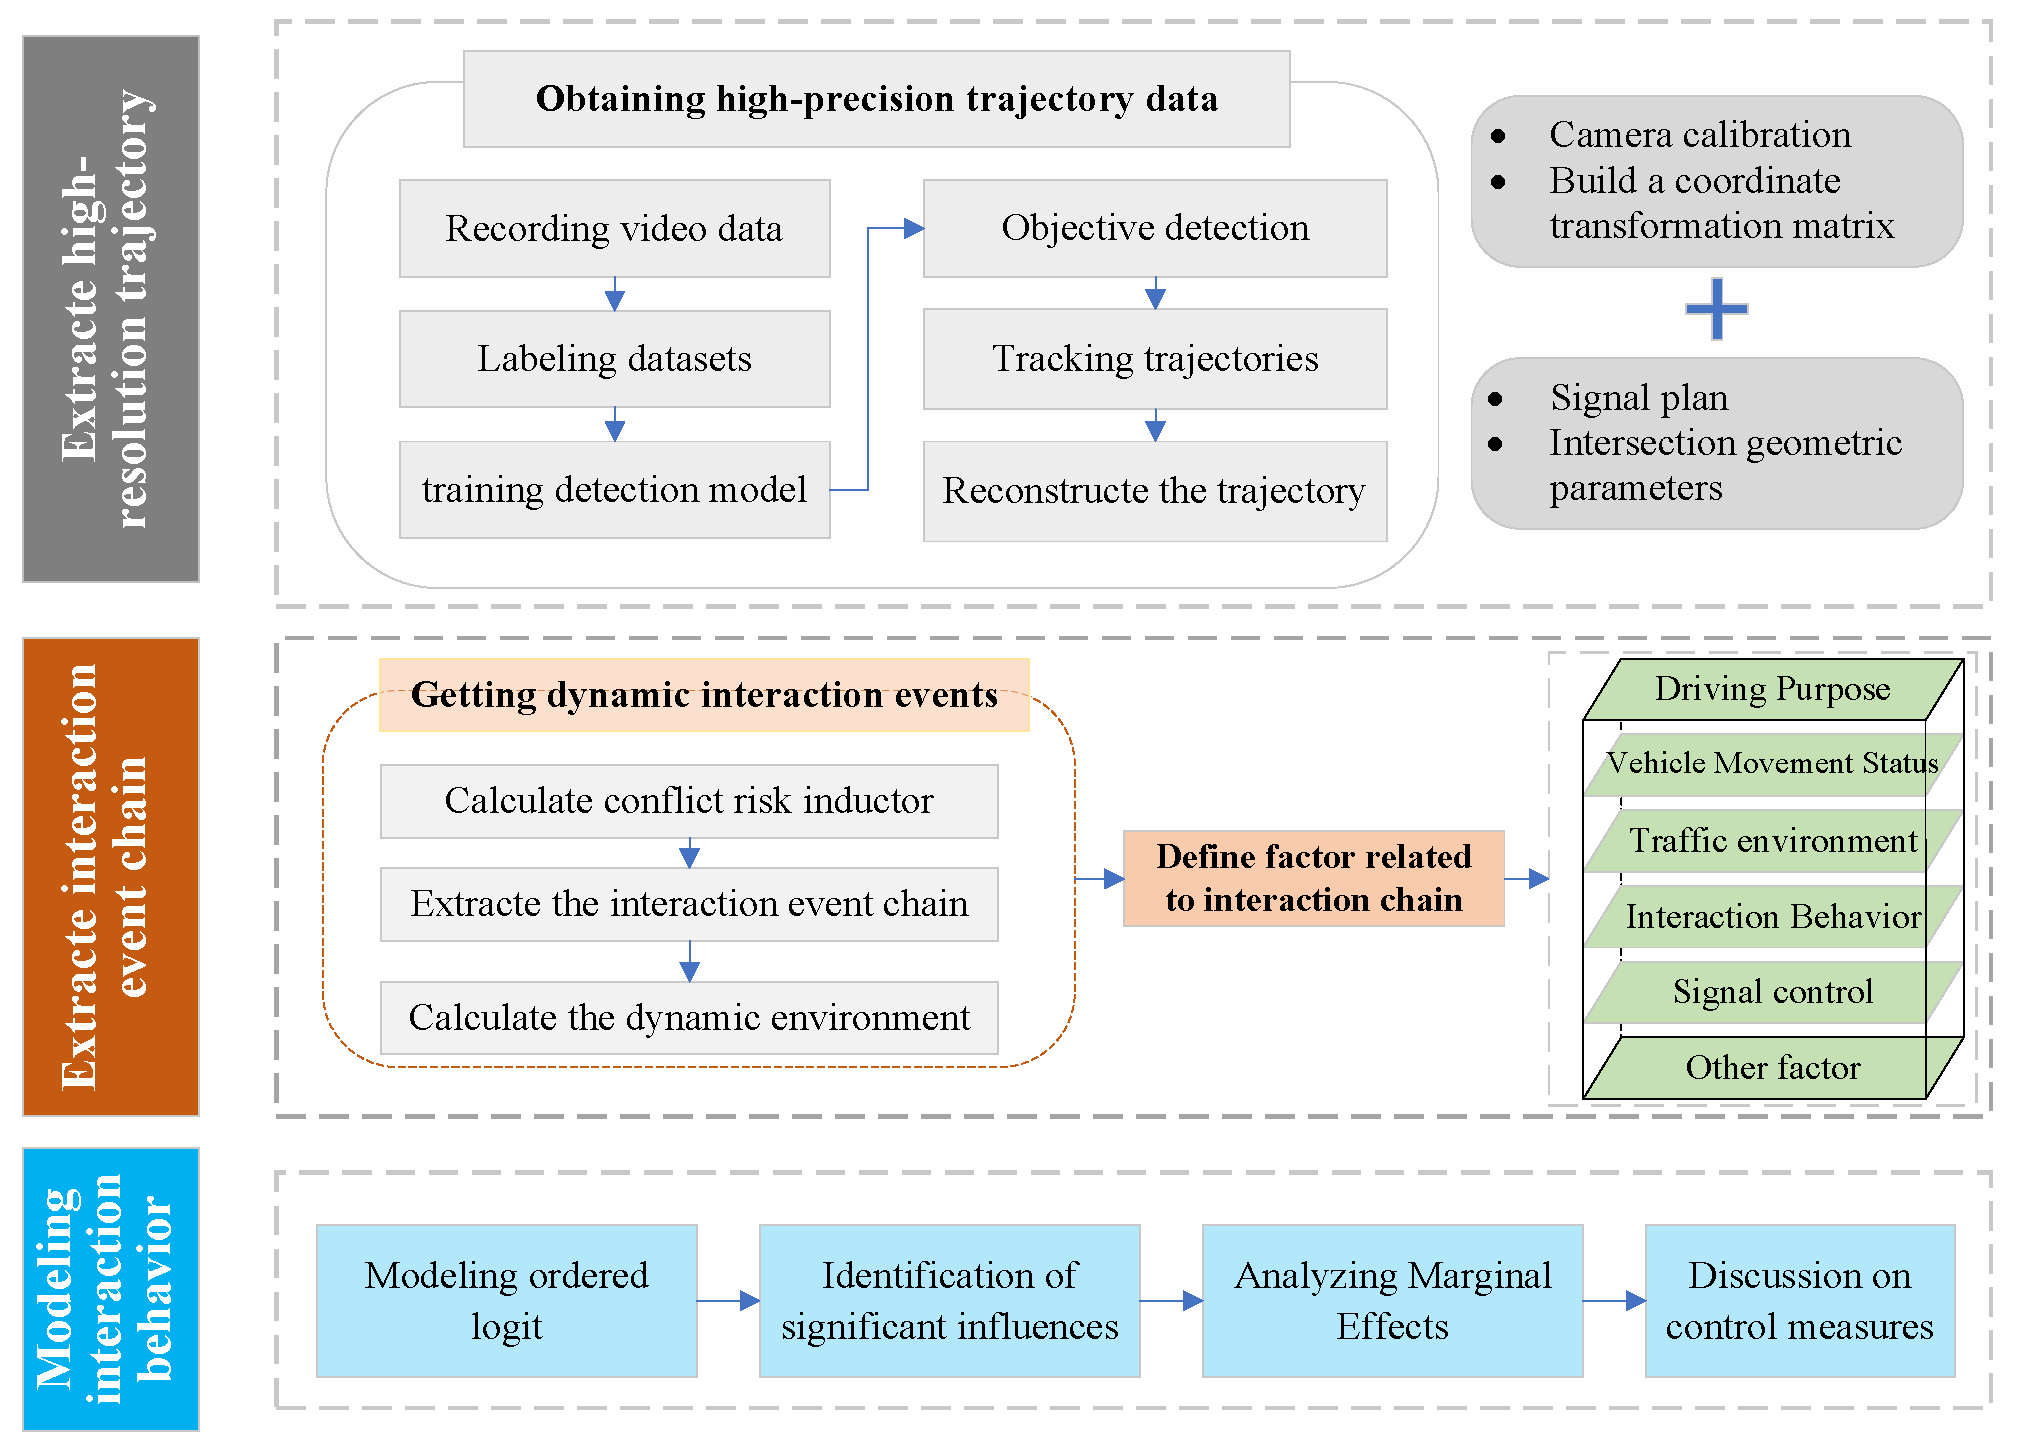 Extracte high-
resolution trajectory
Obtaining high-precision trajectory data
Recording video data
Labeling datasets
training detection model
Objective detection
Tracking trajectories
Reconstructe the trajectory
• Camera calibration
• Build a coordinate
transformation matrix
• Signal plan
• Intersection geometric
parameters
Extracte interaction
event chain
Getting dynamic interaction events
Calculate conflict risk inductor
Extracte the interaction event chain
Calculate the dynamic environment
Define factor related
to interaction chain
Driving Purpose
Vehicle Movement Status
Traffic environment
Interaction Behavior
Signal control
Other factor
Modeling
interaction
behavior
Modeling ordered
logit
Identification of
significant influences
Analyzing Marginal
Effects
Discussion on
control measures